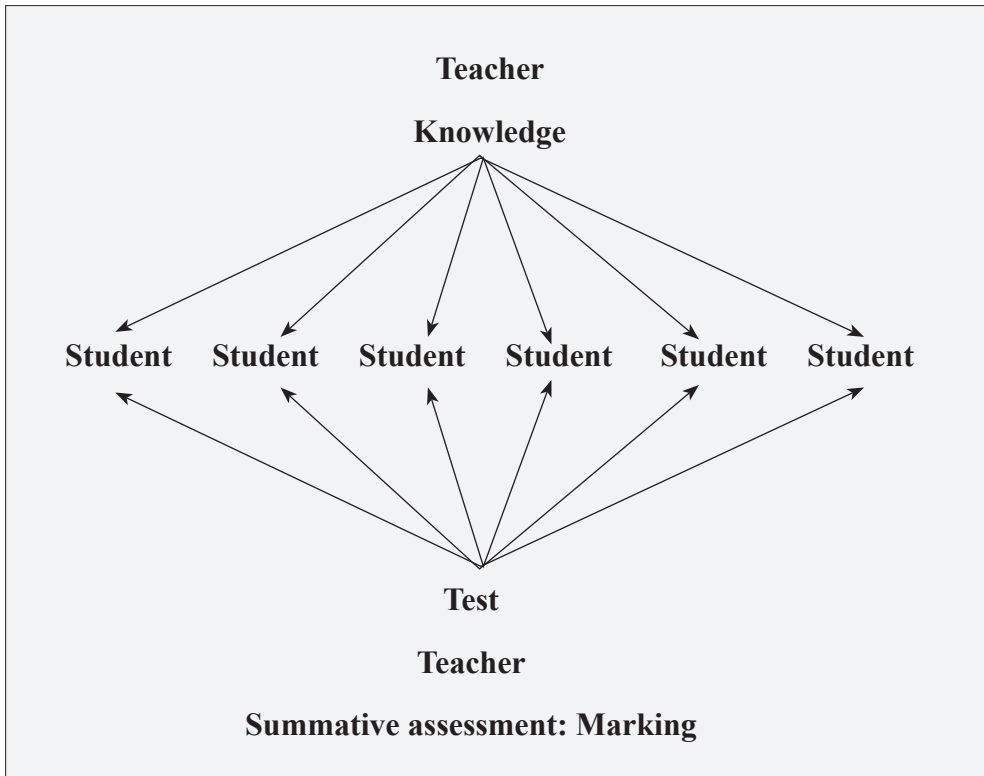 Teacher
Knowledge
Student Student Student Student Student Student
Test
Teacher
Summative assessment: Marking